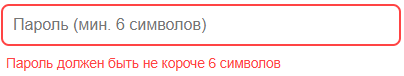 Пароль (мин. 6 символов)
Пароль должен быть не короче 6 символов